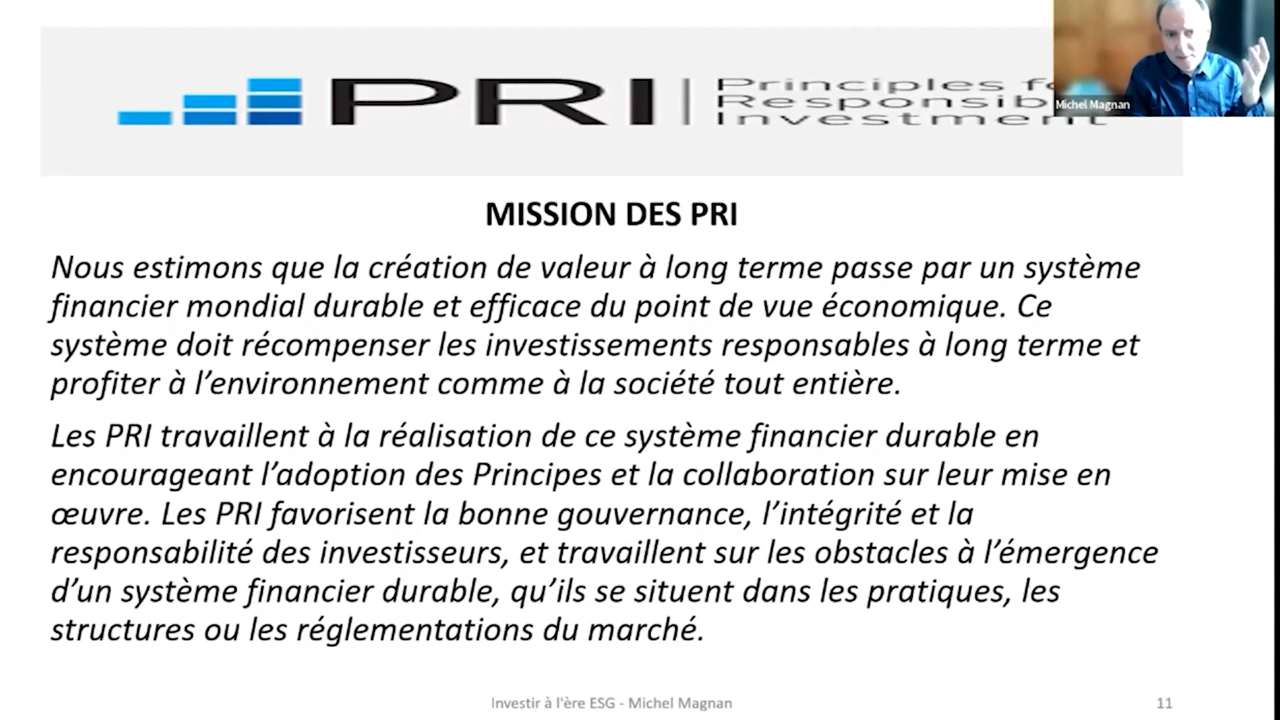 PRI
Principles
Responsib
Investment
Michel Magnan
MISSION DES PRI
Nous estimons que la création de valeur à long terme passe par un système
financier mondial durable et efficace du point de vue économique. Ce
système doit récompenser les investissements responsables à long terme et
profiter à l’environnement comme à la société tout entière.
Les PRI travaillent à la réalisation de ce système financier durable en
encourageant l’adoption des Principes et la collaboration sur leur mise en
œuvre. Les PRI favorisent la bonne gouvernance, l’intégrité et la
responsabilité des investisseurs, et travaillent sur les obstacles à l’émergence
d’un système financier durable, qu’ils se situent dans les pratiques, les
structures ou les réglementations du marché.
Investir à l'ère ESG - Michel Magnan
11